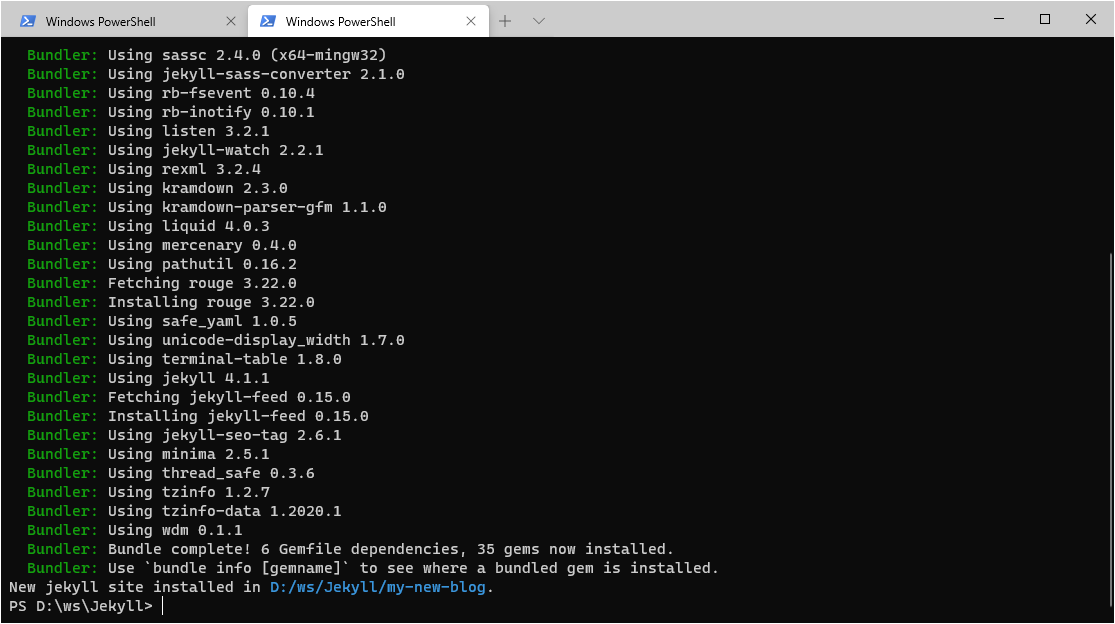 Windows PowerShell
Windows PowerShell
Bundler: Using sassc 2.4.0 (x64-mingw32)
Bundler: Using jekyll-sass-converter 2.1.0
Bundler: Using rb-fsevent 0.10.4
Bundler: Using rb-inotify 0.10.1
Bundler: Using listen 3.2.1
Bundler: Using jekyll-watch 2.2.1
Bundler: Using rexml 3.2.4
Bundler: Using kramdown 2.3.0
Bundler: Using kramdown-parser-gfm 1.1.0
Bundler: Using liquid 4.0.3
Bundler: Using mercenary 0.4.0
Bundler: Using pathutil 0.16.2
Bundler: Fetching rouge 3.22.0
Bundler: Installing rouge 3.22.0
Bundler: Using safe_yaml 1.0.5
Bundler: Using unicode-display_width 1.7.0
Bundler: Using terminal-table 1.8.0
Bundler: Using jekyll 4.1.1
Bundler: Fetching jekyll-feed 0.15.0
Bundler: Installing jekyll-feed 0.15.0
Bundler: Using jekyll-seo-tag 2.6.1
Bundler: Using minima 2.5.1
Bundler: Using thread_safe 0.3.6
Bundler: Using tzinfo 1.2.7
Bundler: Using tzinfo-data 1.2020.1
Bundler: Using wdm 0.1.1
Bundler: Bundle complete! 6 Gemfile dependencies, 35 gems now installed.
Bundler: Use `bundle info [gemname]` to see where a bundled gem is installed.
New jekyll site installed in D:/ws/Jekyll/my-new-blog.
PS D:\ws\Jekyll>